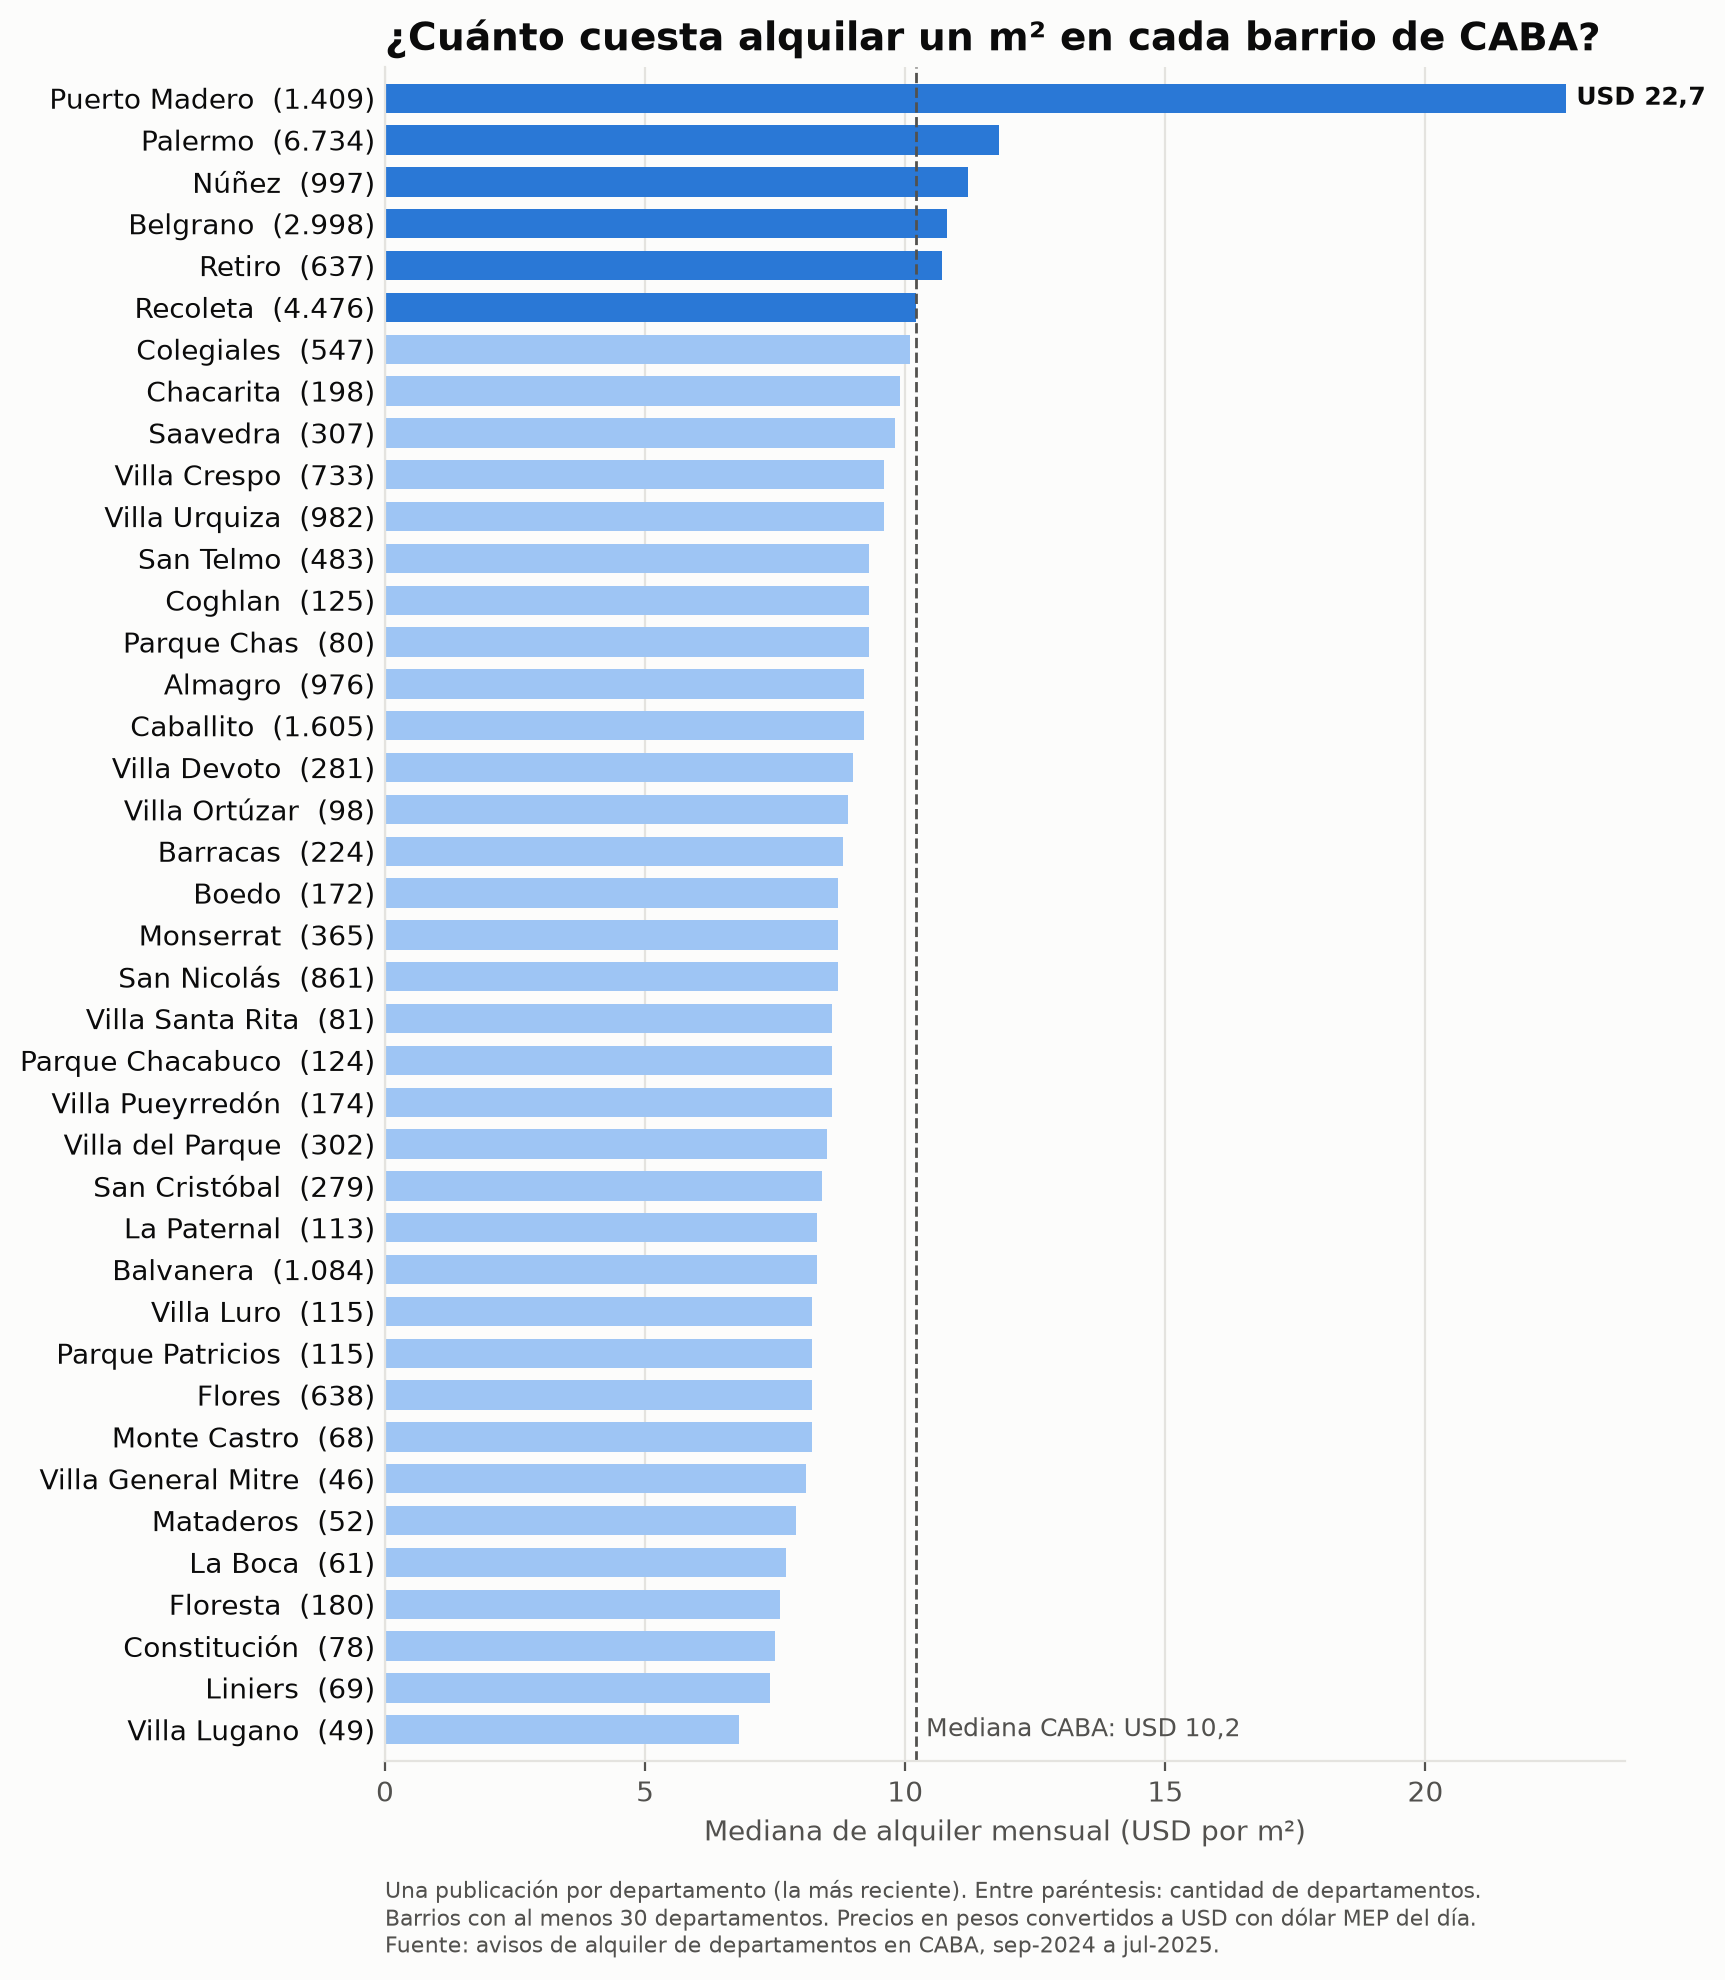 ¿Cuánto cuesta alquilar un m² en cada barrio de CABA?
Puerto Madero (1.409)
USD 22,7
Palermo (6.734)
Núñez (997)
Belgrano (2.998)
Retiro (637)
Recoleta (4.476)
Colegiales (547)
Chacarita (198)
Saavedra (307)
Villa Crespo (733)
Villa Urquiza (982)
San Telmo (483)
Coghlan (125)
Parque Chas (80)
Almagro (976)
Caballito (1.605)
Villa Devoto (281)
Villa Ortúzar (98)
Barracas (224)
Boedo (172)
Monserrat (365)
San Nicolás (861)
Villa Santa Rita (81)
Parque Chacabuco (124)
Villa Pueyrredón (174)
Villa del Parque (302)
San Cristóbal (279)
La Paternal (113)
Balvanera (1.084)
Villa Luro (115)
Parque Patricios (115)
Flores (638)
Monte Castro (68)
Villa General Mitre (46)
Mataderos (52)
La Boca (61)
Floresta (180)
Constitución (78)
Liniers (69)
Villa Lugano (49)
Mediana CABA: USD 10,2
0 5 10 15 20
Mediana de alquiler mensual (USD por m²)
Una publicación por departamento (la más reciente). Entre paréntesis: cantidad de departamentos.
Barrios con al menos 30 departamentos. Precios en pesos convertidos a USD con dólar MEP del día.
Fuente: avisos de alquiler de departamentos en CABA, sep-2024 a jul-2025.